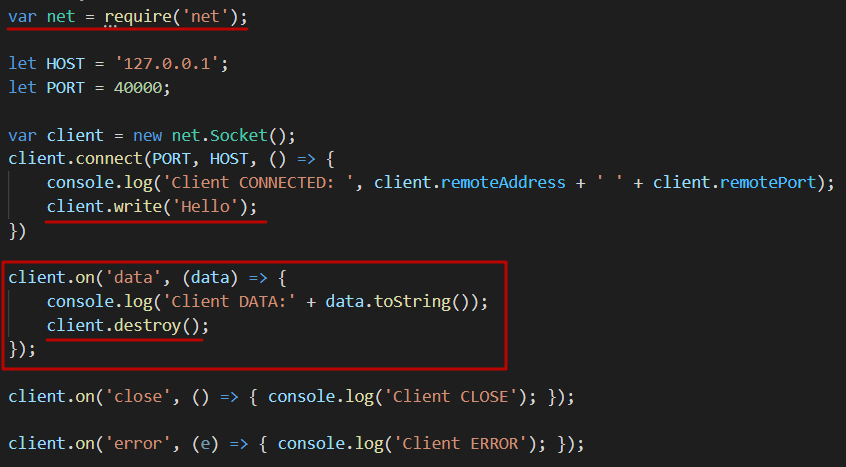 var net = require('net');
let HOST = '127.0.0.1';
let PORT = 40000;
var client = new net.Socket();
client.connect(PORT, HOST, () => {
    console.log('Client CONNECTED: ', client.remoteAddress + ' ' + client.remotePort);
    client.write('Hello');
})
client.on('data', (data) => {
    console.log('Client DATA:' + data.toString());
    client.destroy();
});
client.on('close', () => { console.log('Client CLOSE'); });
client.on('error', (e) => { console.log('Client ERROR'); });